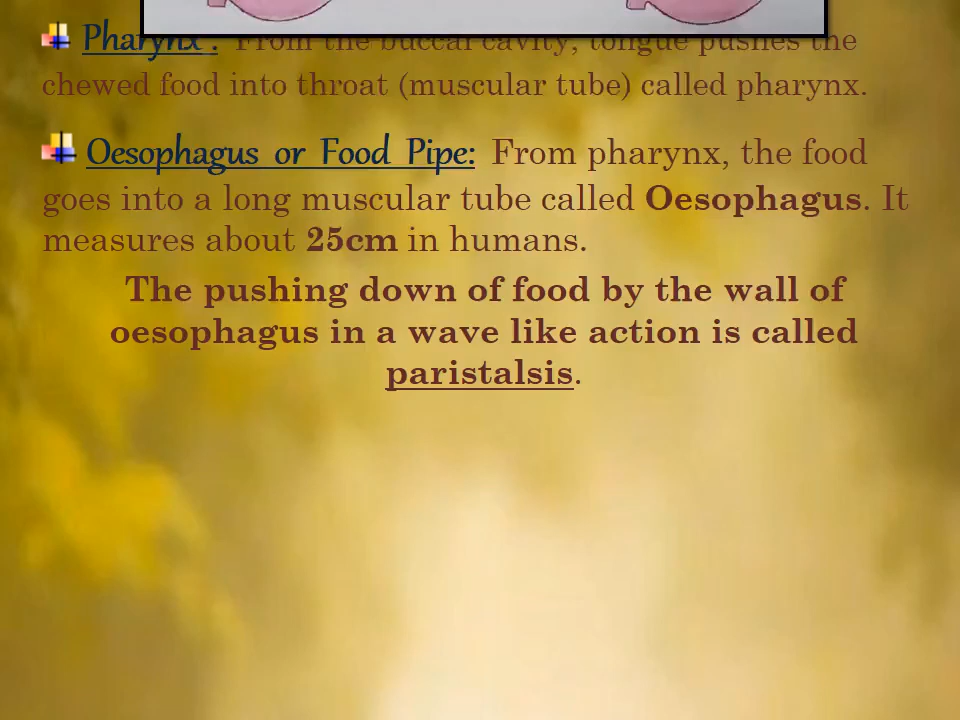 Pharynx : From the buccal cavity, tongue pushes the
chewed food into throat (muscular tube) called pharynx.
Oesophagus or Food Pipe: From pharynx, the food
goes into a long muscular tube called Oesophagus. It
measures about 25cm in humans.
The pushing down of food by the wall of
oesophagus in a wave like action is called
paristalsis.